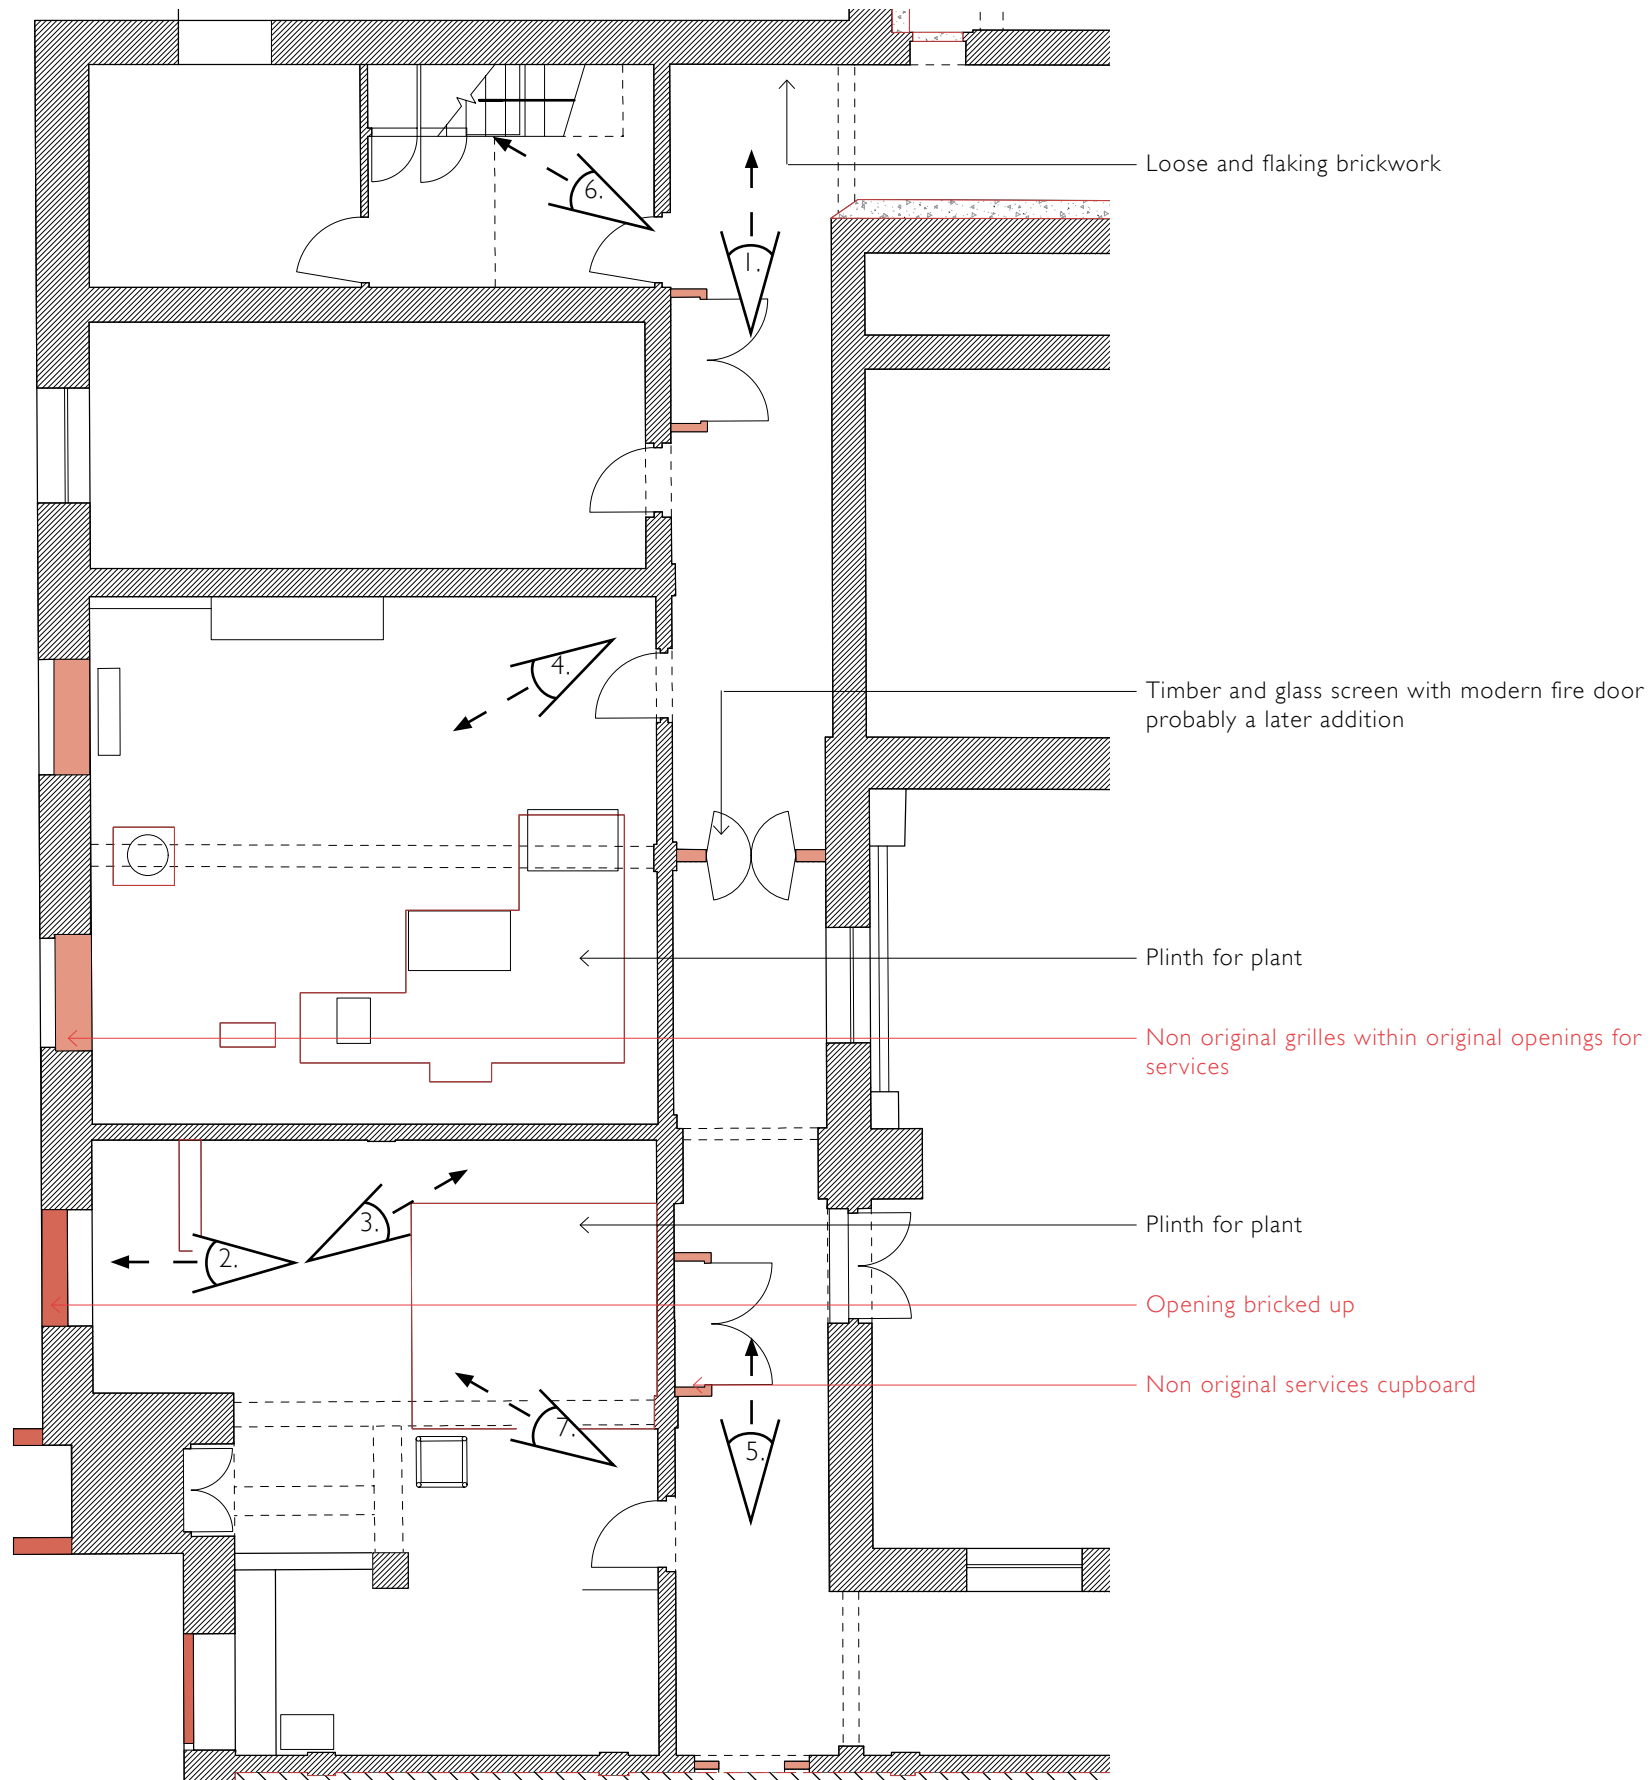 6.
Loose and flaking brickwork
1.
4.
Timber and glass screen with modern fire door
probably a later addition
Plinth for plant
Non original grilles within original openings for
services
3.
Plinth for plant
2.
Opening bricked up
Non original services cupboard
7.
5.